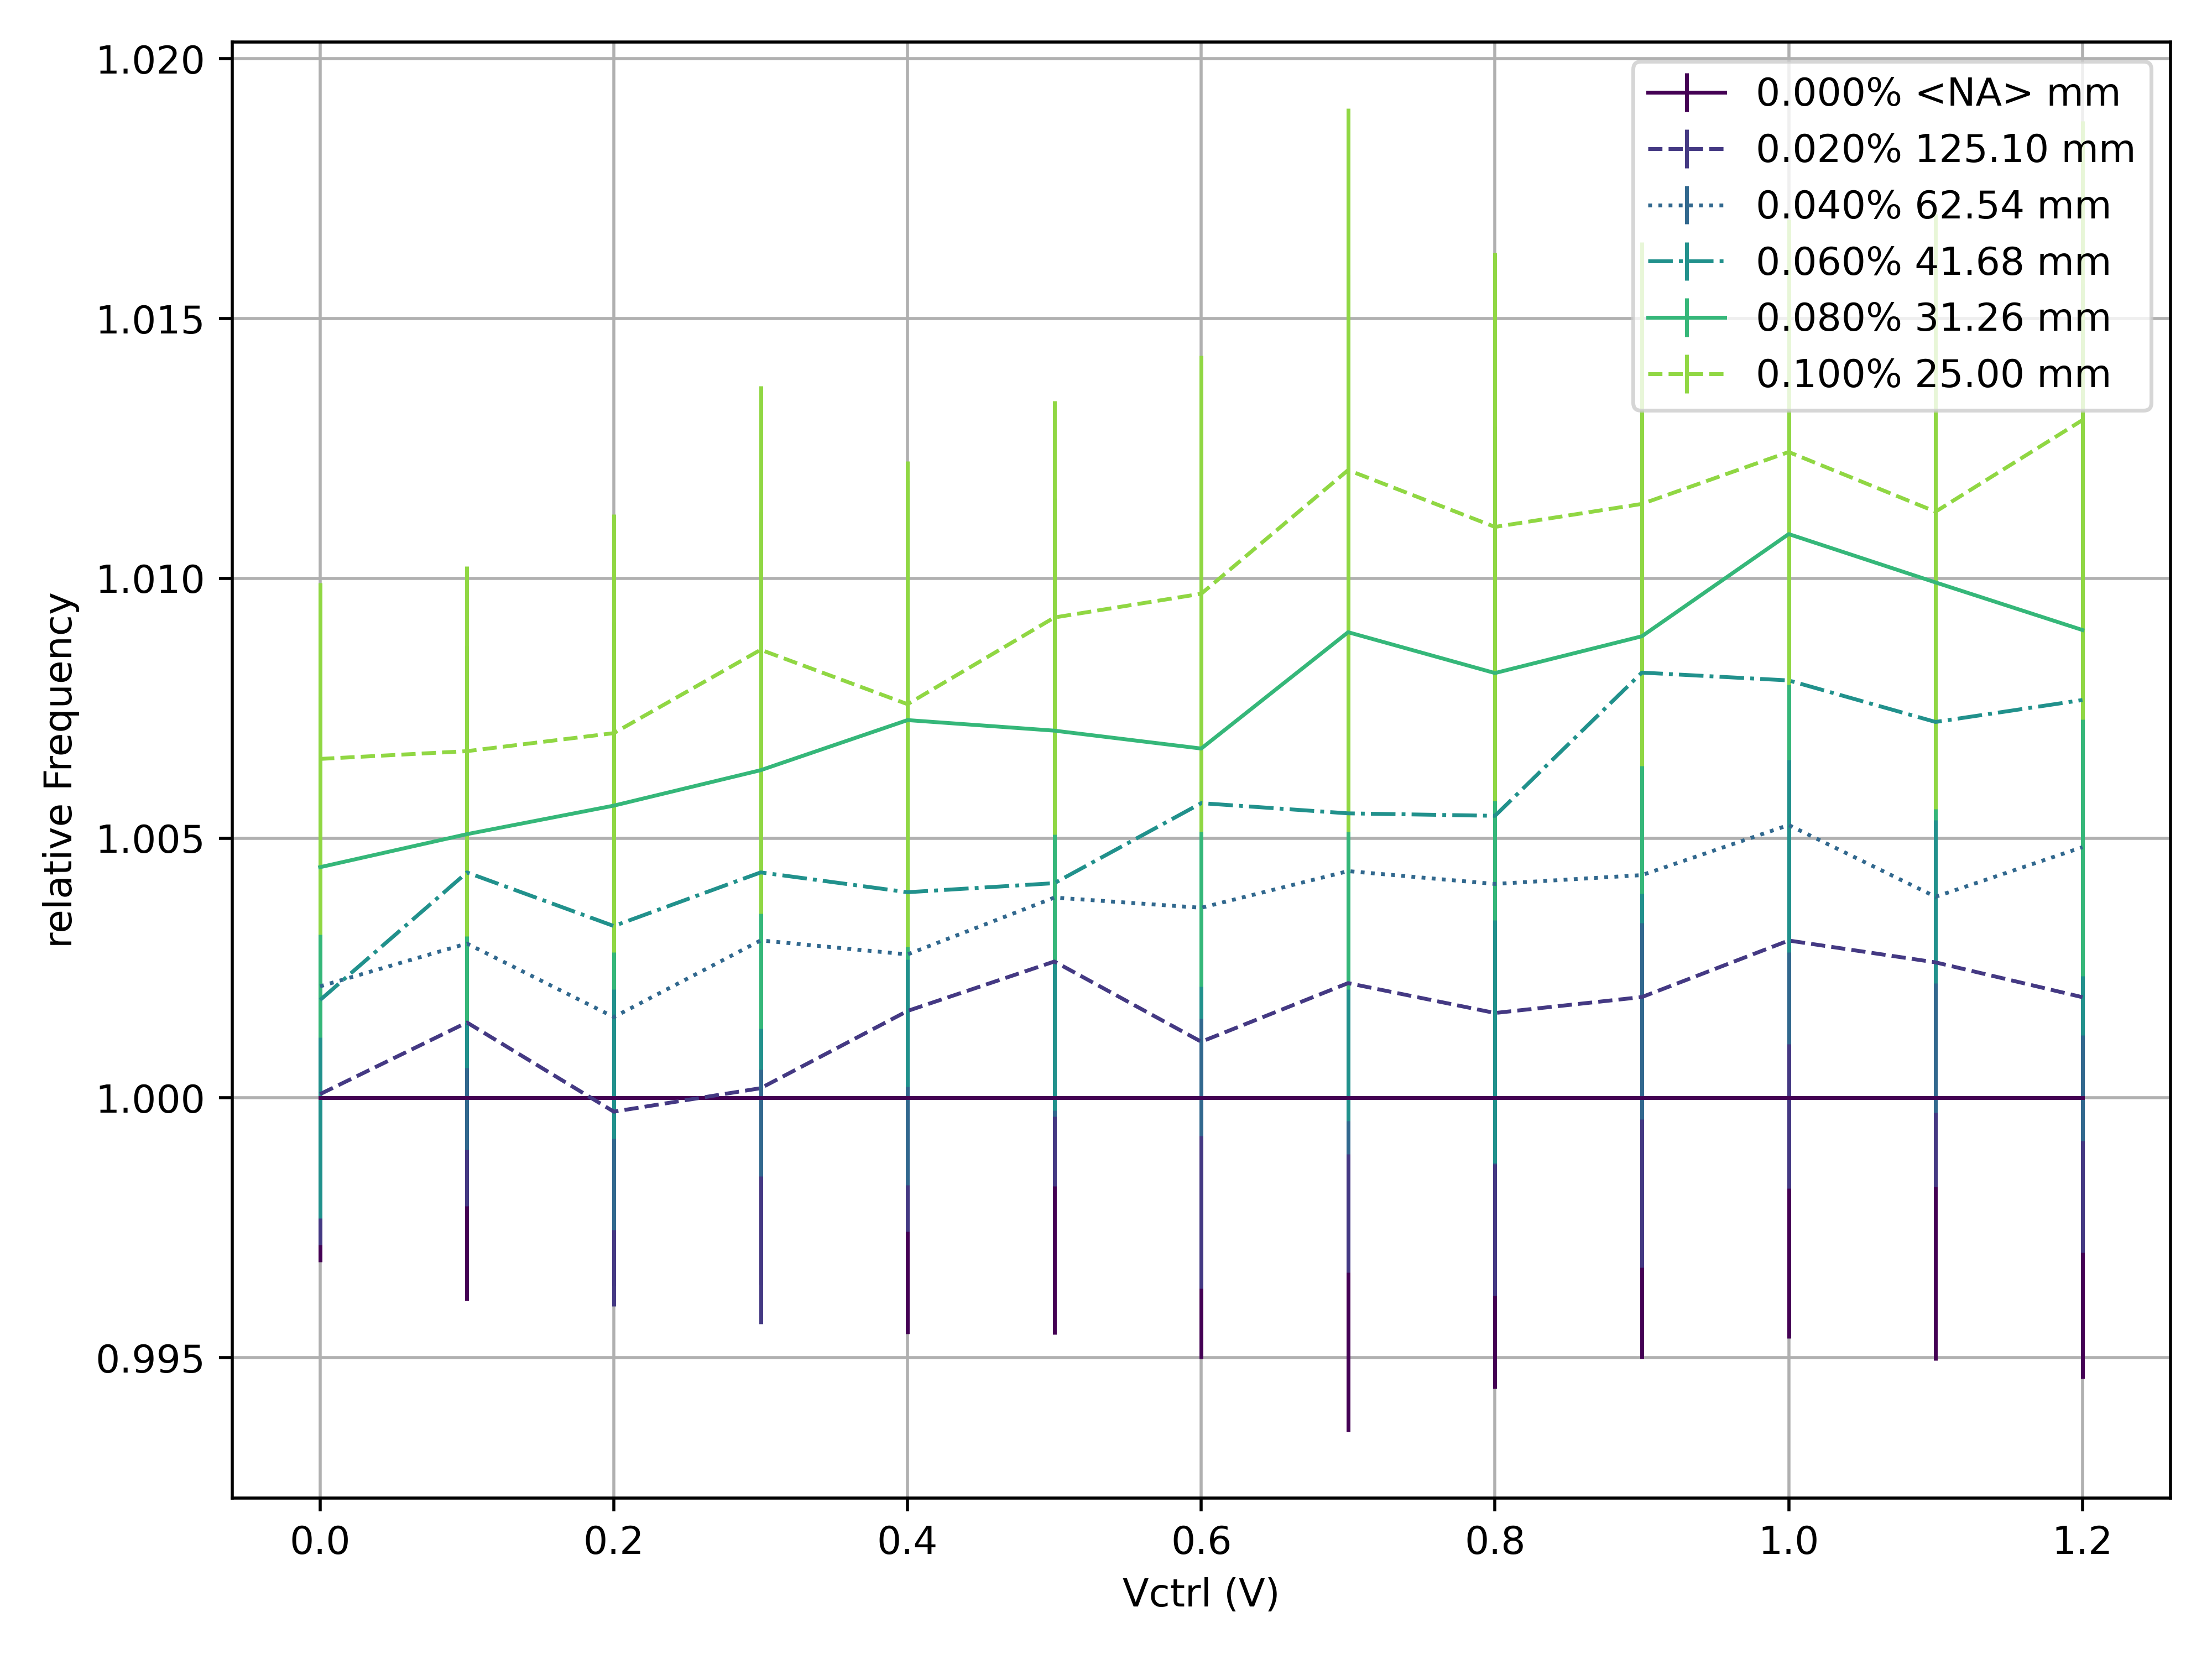 1.020
1.015
1.010
1.005
1.000
0.995
relative Frequency
0.000% <NA> mm
0.020% 125.10 mm
0.040% 62.54 mm
0.060% 41.68 mm
0.080% 31.26 mm
0.100% 25.00 mm
0.0 0.2 0.4 0.6 0.8 1.0 1.2
Vctrl (V)